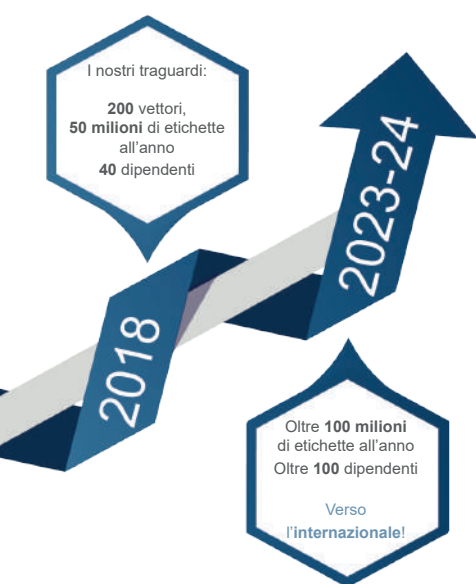 I nostri traguardi:
200 vettori,
50 milioni di etichette
all'anno
40 dipendenti
2023-24
2018
Oltre 100 milioni
di etichette all'anno
Oltre 100 dipendenti
Verso
l'internazionale!